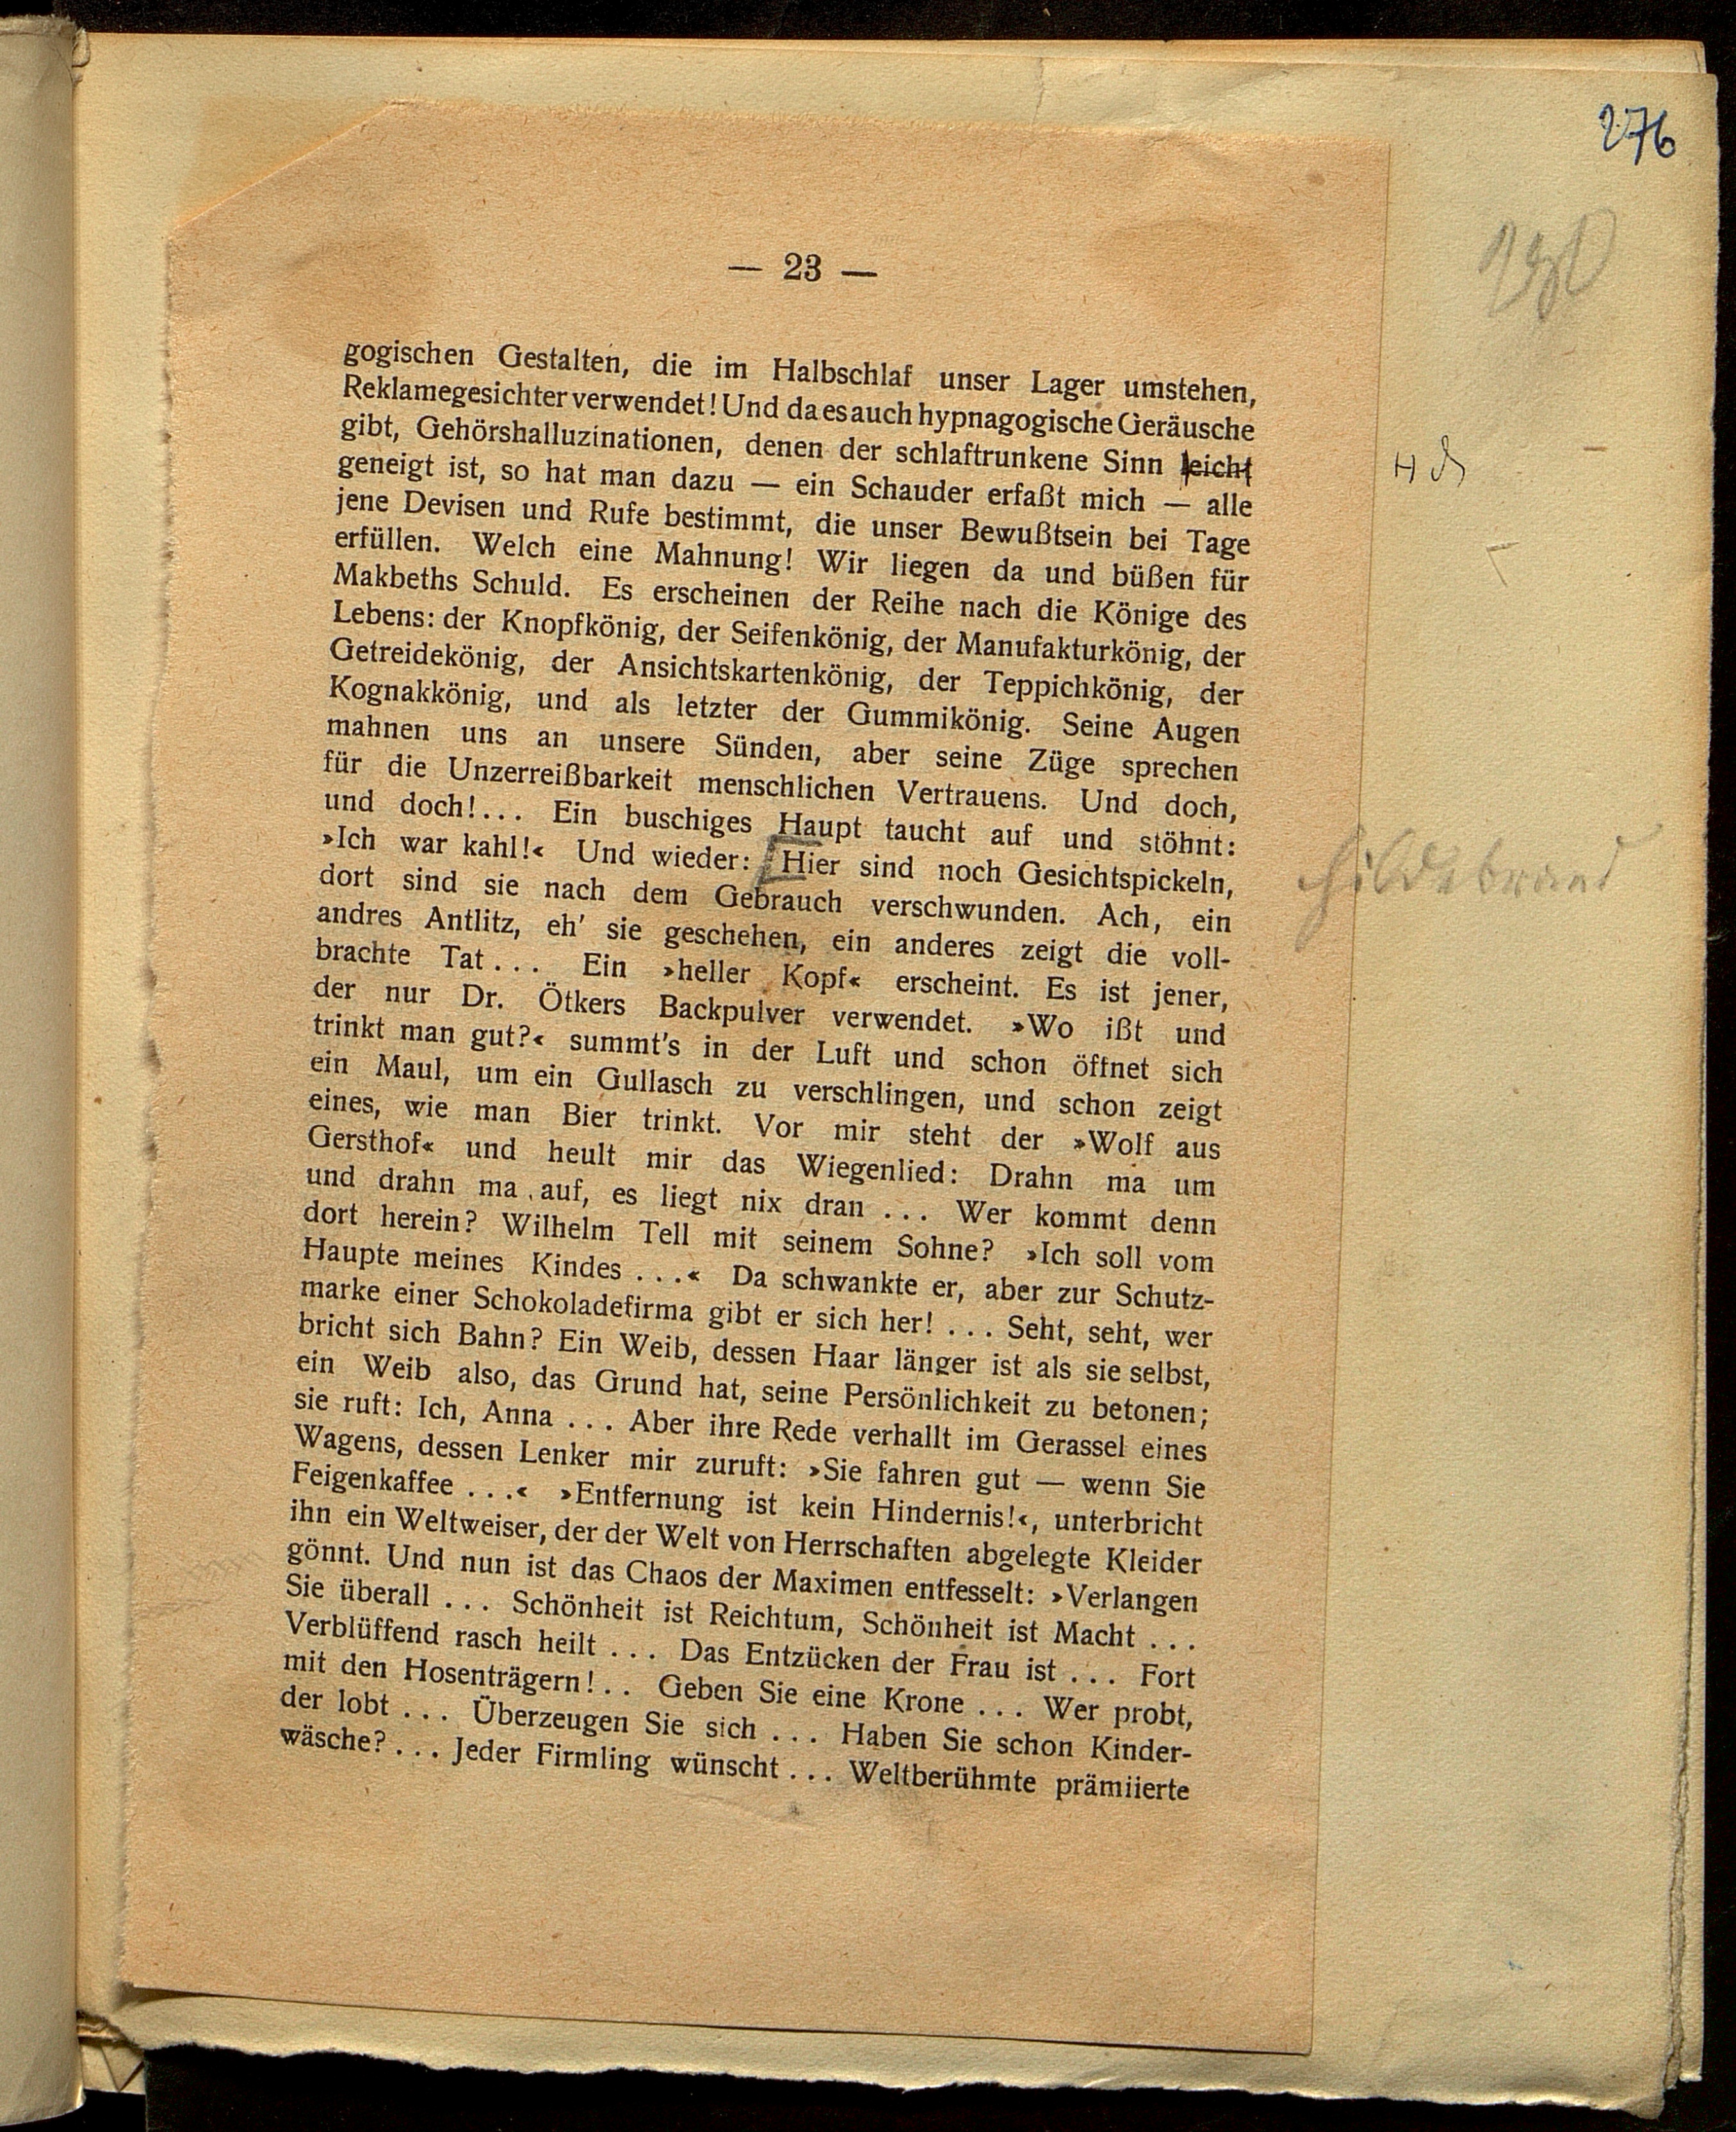 276
— 23 —
gogischen Gestalten, die im Halbschlaf unser Lager umstehen,
Reklamegesichter verwendet! Und da es auch hypnagogische Geräusche
gibt, Gehörshalluzinationen, denen der schlaftrunkene Sinn leicht
geneigt ist, so hat man dazu — ein Schauder erfaßt mich — alle
jene Devisen und Rufe bestimmt, die unser Bewußtsein bei Tage
erfüllen. Welch eine Mahnung! Wir liegen da und büßen für
Makbeths Schuld. Es erscheinen der Reihe nach die Könige des
Lebens: der Knopfkönig, der Seifenkönig, der Manufakturkönig, der
Getreidekönig, der Ansichtskartenkönig, der Teppichkönig, der
Kognakkönig, und als letzter der Gummikönig. Seine Augen
mahnen uns an unsere Sünden, aber seine Züge sprechen
für die Unzerreißbarkeit menschlichen Vertrauens. Und doch,
und doch!... Ein buschiges Haupt taucht auf und stöhnt:
»Ich war kahl!« Und wieder: Hier sind noch Gesichtspickeln,
Hildebrand
dort sind sie nach dem Gebrauch verschwunden. Ach, ein
andres Antlitz, eh' sie geschehen, ein anderes zeigt die voll-
brachte Tat... Ein »heller Kopf« erscheint. Es ist jener,
der nur Dr. Ötkers Backpulver verwendet. »Wo ißt und
trinkt man gut?« summt's in der Luft und schon öffnet sich
ein Maul, um ein Gullasch zu verschlingen, und schon zeigt
eines, wie man Bier trinkt. Vor mir steht der »Wolf aus
Gersthof« und heult mir das Wiegenlied: Drahn ma um
und drahn ma auf, es liegt nix dran ... Wer kommt denn
dort herein? Wilhelm Tell mit seinem Sohne? »Ich soll vom
Haupte meines Kindes ...« Da schwankte er, aber zur Schutz-
marke einer Schokoladefirma gibt er sich her! ... Seht, seht, wer
bricht sich Bahn? Ein Weib, dessen Haar länger ist als sie selbst,
ein Weib also, das Grund hat, seine Persönlichkeit zu betonen;
sie ruft: Ich, Anna ... Aber ihre Rede verhallt im Gerassel eines
Wagens, dessen Lenker mir zuruft: »Sie fahren gut — wenn Sie
Feigenkaffee ...« »Entfernung ist kein Hindernis!«, unterbricht
ihn ein Weltweiser, der der Welt von Herrschaften abgelegte Kleider
gönnt. Und nun ist das Chaos der Maximen entfesselt: »Verlangen
Sie überall ... Schönheit ist Reichtum, Schönheit ist Macht ...
Verblüffend rasch heilt ... Das Entzücken der Frau ist ... Fort
mit den Hosenträgern!.. Geben Sie eine Krone ... Wer probt,
der lobt ... Überzeugen Sie sich ... Haben Sie schon Kinder-
wäsche?... Jeder Firmling wünscht... Weltberühmte prämiierte